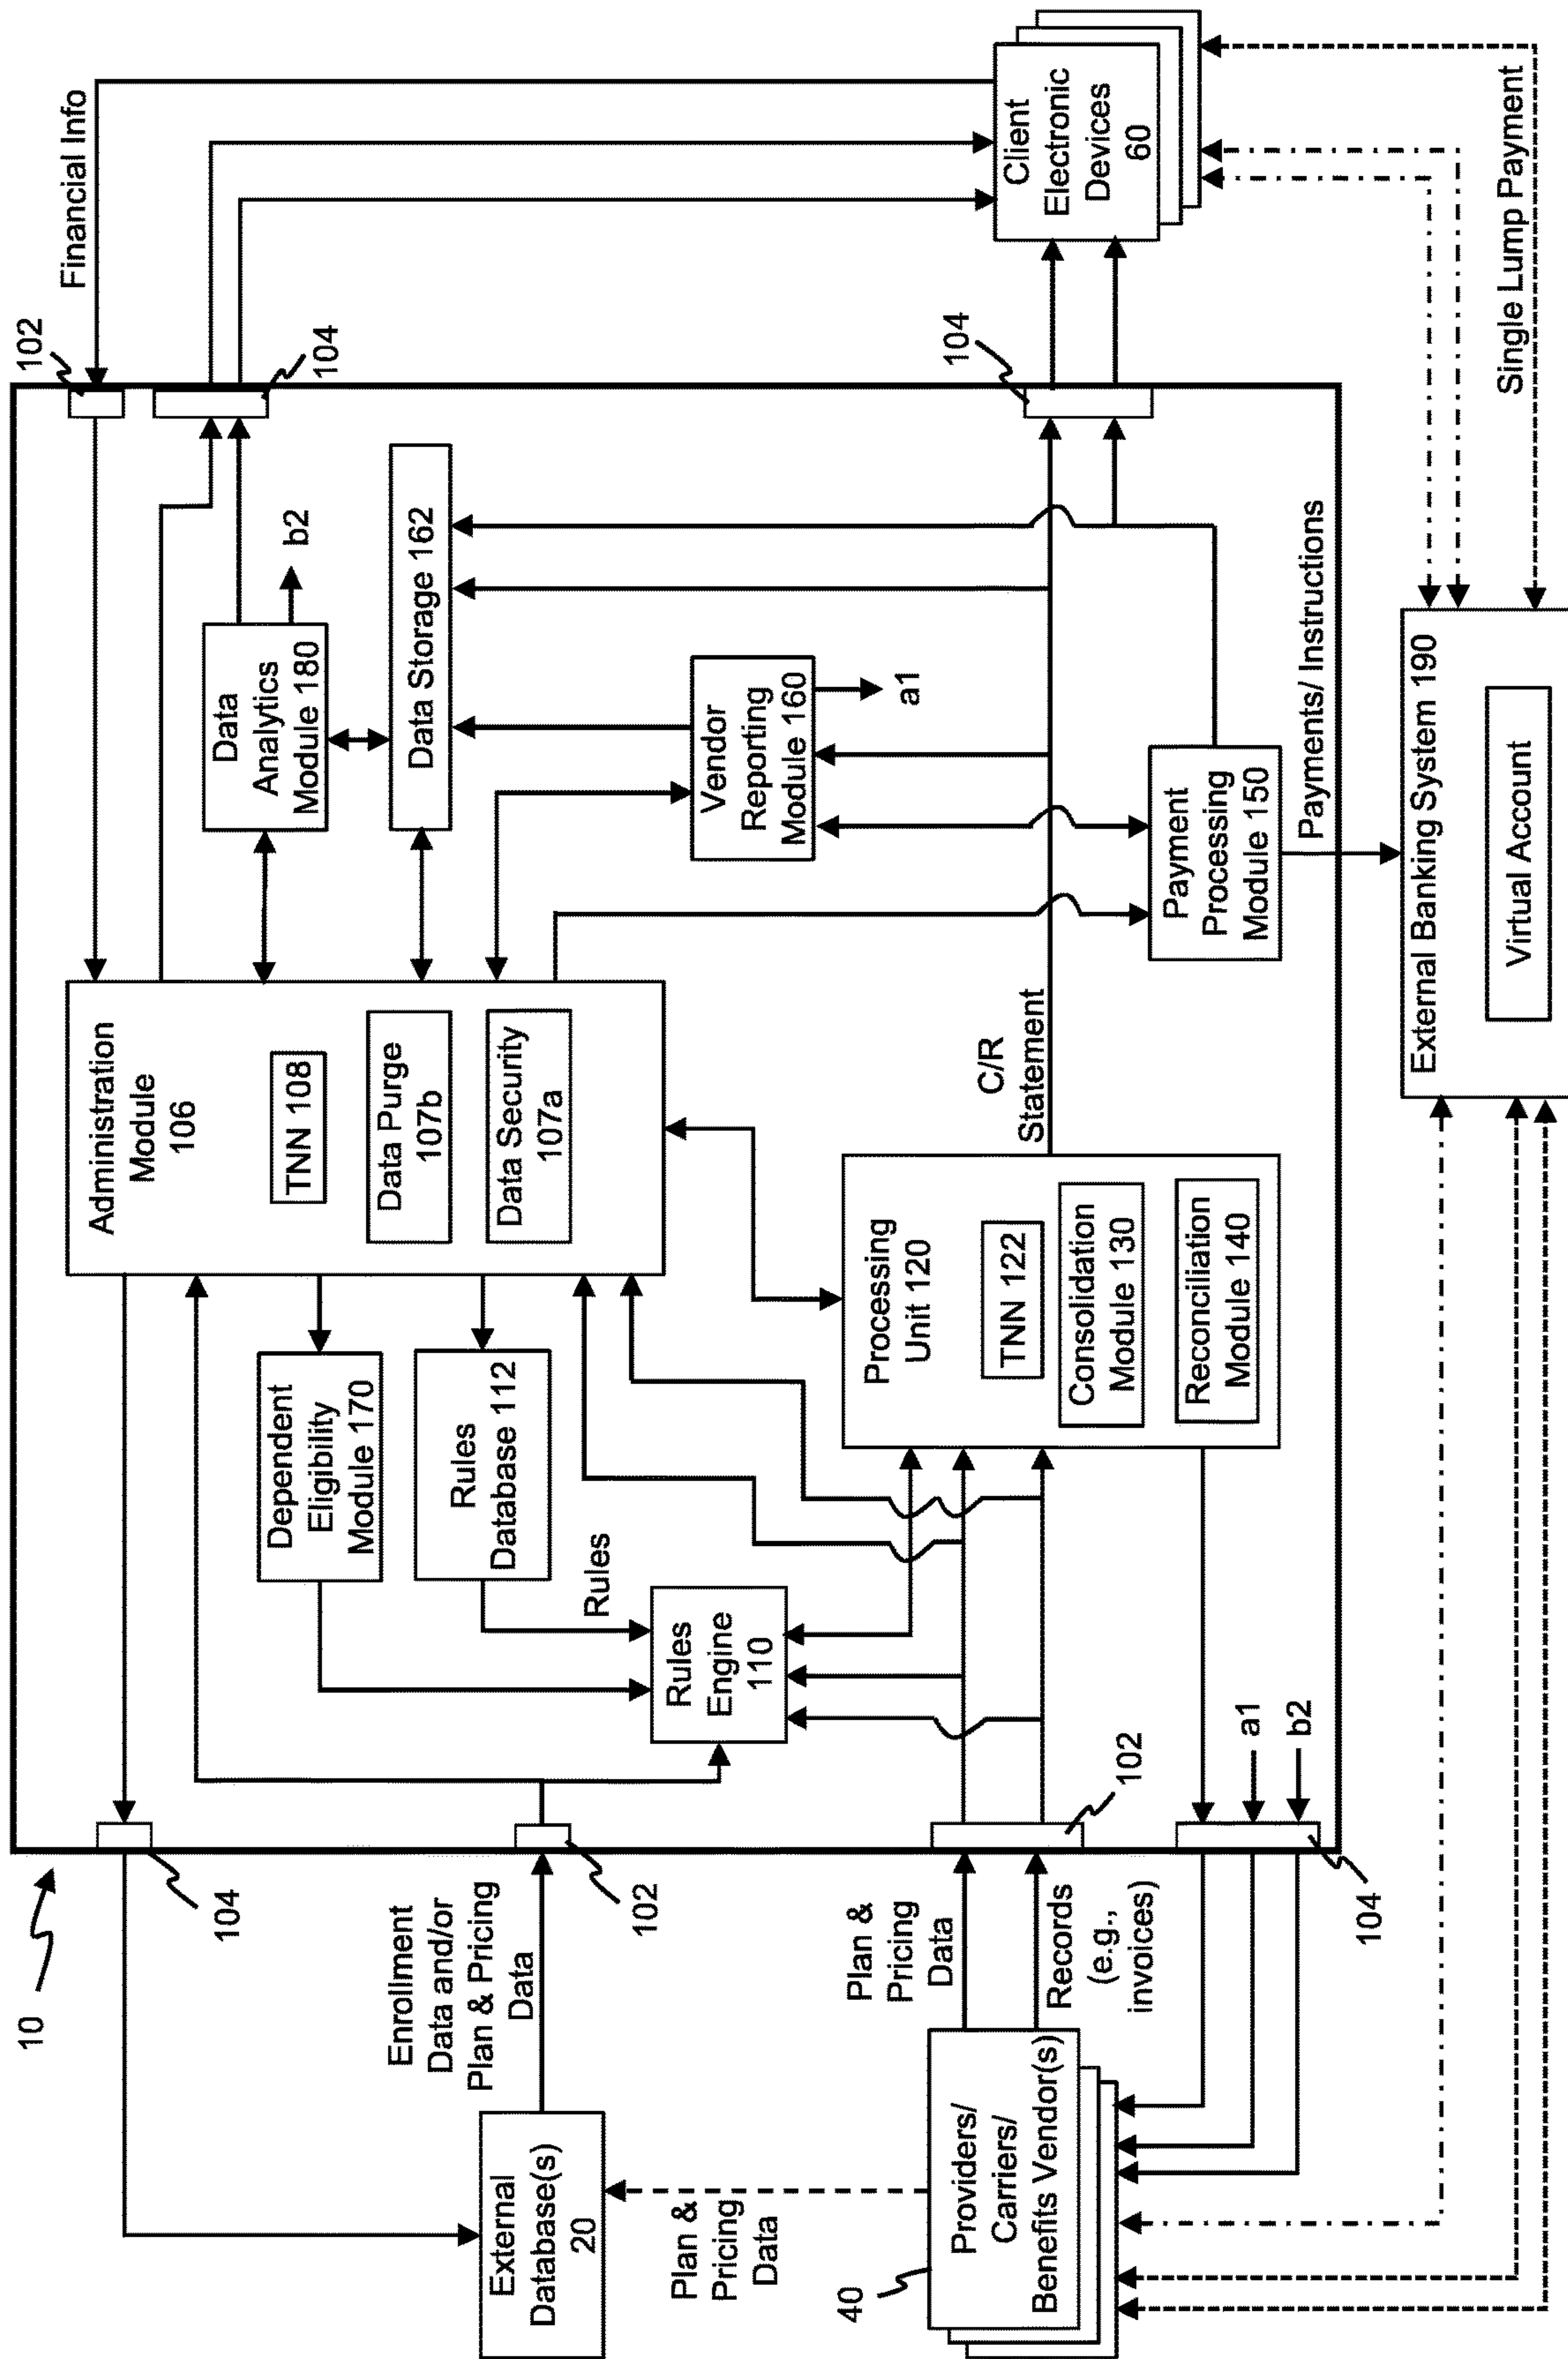 10
104
Enrollment
Data and/or
Plan & Pricing
Data
102
External
Database(s)
20
Plan &
Pricing
Data
40
Providers/
Carriers/
Benefits Vendor(s)
Plan &
Pricing
Data
Records
(e.g.,
invoices)
102
104
a1
b2
Administration
Module
106
TNN 108
Data Purge
107b
Data Security
107a
Dependent
Eligibility
Module 170
Rules
Database 112
Rules
Rules
Engine
110
Processing
Unit 120
TNN 122
Consolidation
Module 130
Reconciliation
Module 140
C/R
Statement
Data
Analytics
Module 180
b2
Data Storage 162
Vendor
Reporting
Module 160
a1
Payment
Processing
Module 150
Payments/ Instructions
External Banking System 190
Virtual Account
102
104
104
Financial Info
Client
Electronic
Devices
60
Single Lump Payment